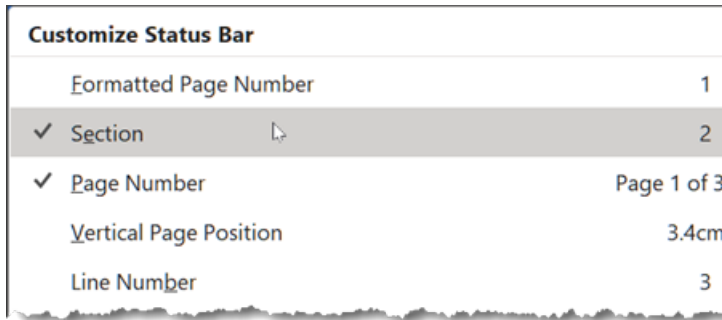 Customize Status Bar
Formatted Page Number 1
Section 2
Page Number Page 1 of 3
Vertical Page Position 3.4cm
Line Number 3